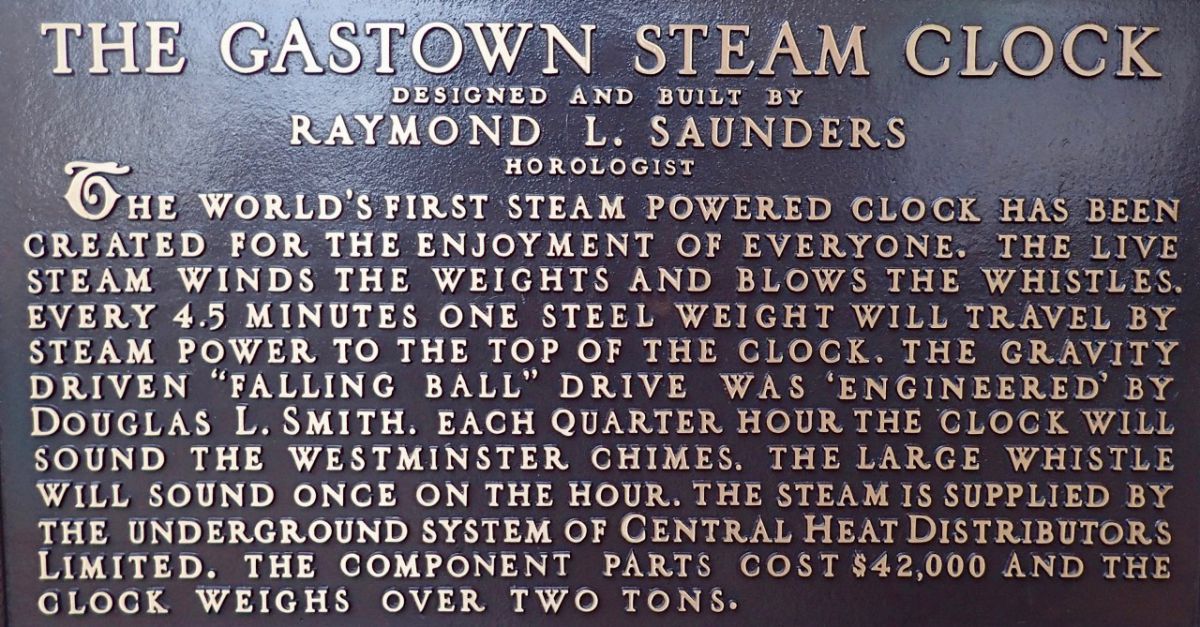 THE GASTOWN STEAM CLOCK
DESIGNED AND BUILT BY
RAYMOND L. SAUNDERS
HOROLOGIST
THE WORLD'S FIRST STEAM POWERED CLOCK HAS BEEN
CREATED FOR THE ENJOYMENT OF EVERYONE. THE LIVE
STEAM WINDS THE WEIGHTS AND BLOWS THE WHISTLES.
EVERY 4.5 MINUTES ONE STEEL WEIGHT WILL TRAVEL BY
STEAM POWER TO THE TOP OF THE CLOCK. THE GRAVITY
DRIVEN "FALLING BALL" DRIVE WAS 'ENGINEERED' BY
DOUGLAS L. SMITH. EACH QUARTER HOUR THE CLOCK WILL
SOUND THE WESTMINSTER CHIMES. THE LARGE WHISTLE
WILL SOUND ONCE ON THE HOUR. THE STEAM IS SUPPLIED BY
THE UNDERGROUND SYSTEM OF CENTRAL HEAT DISTRIBUTORS
LIMITED. THE COMPONENT PARTS COST $42,000 AND THE
CLOCK WEIGHS OVER TWO TONS.